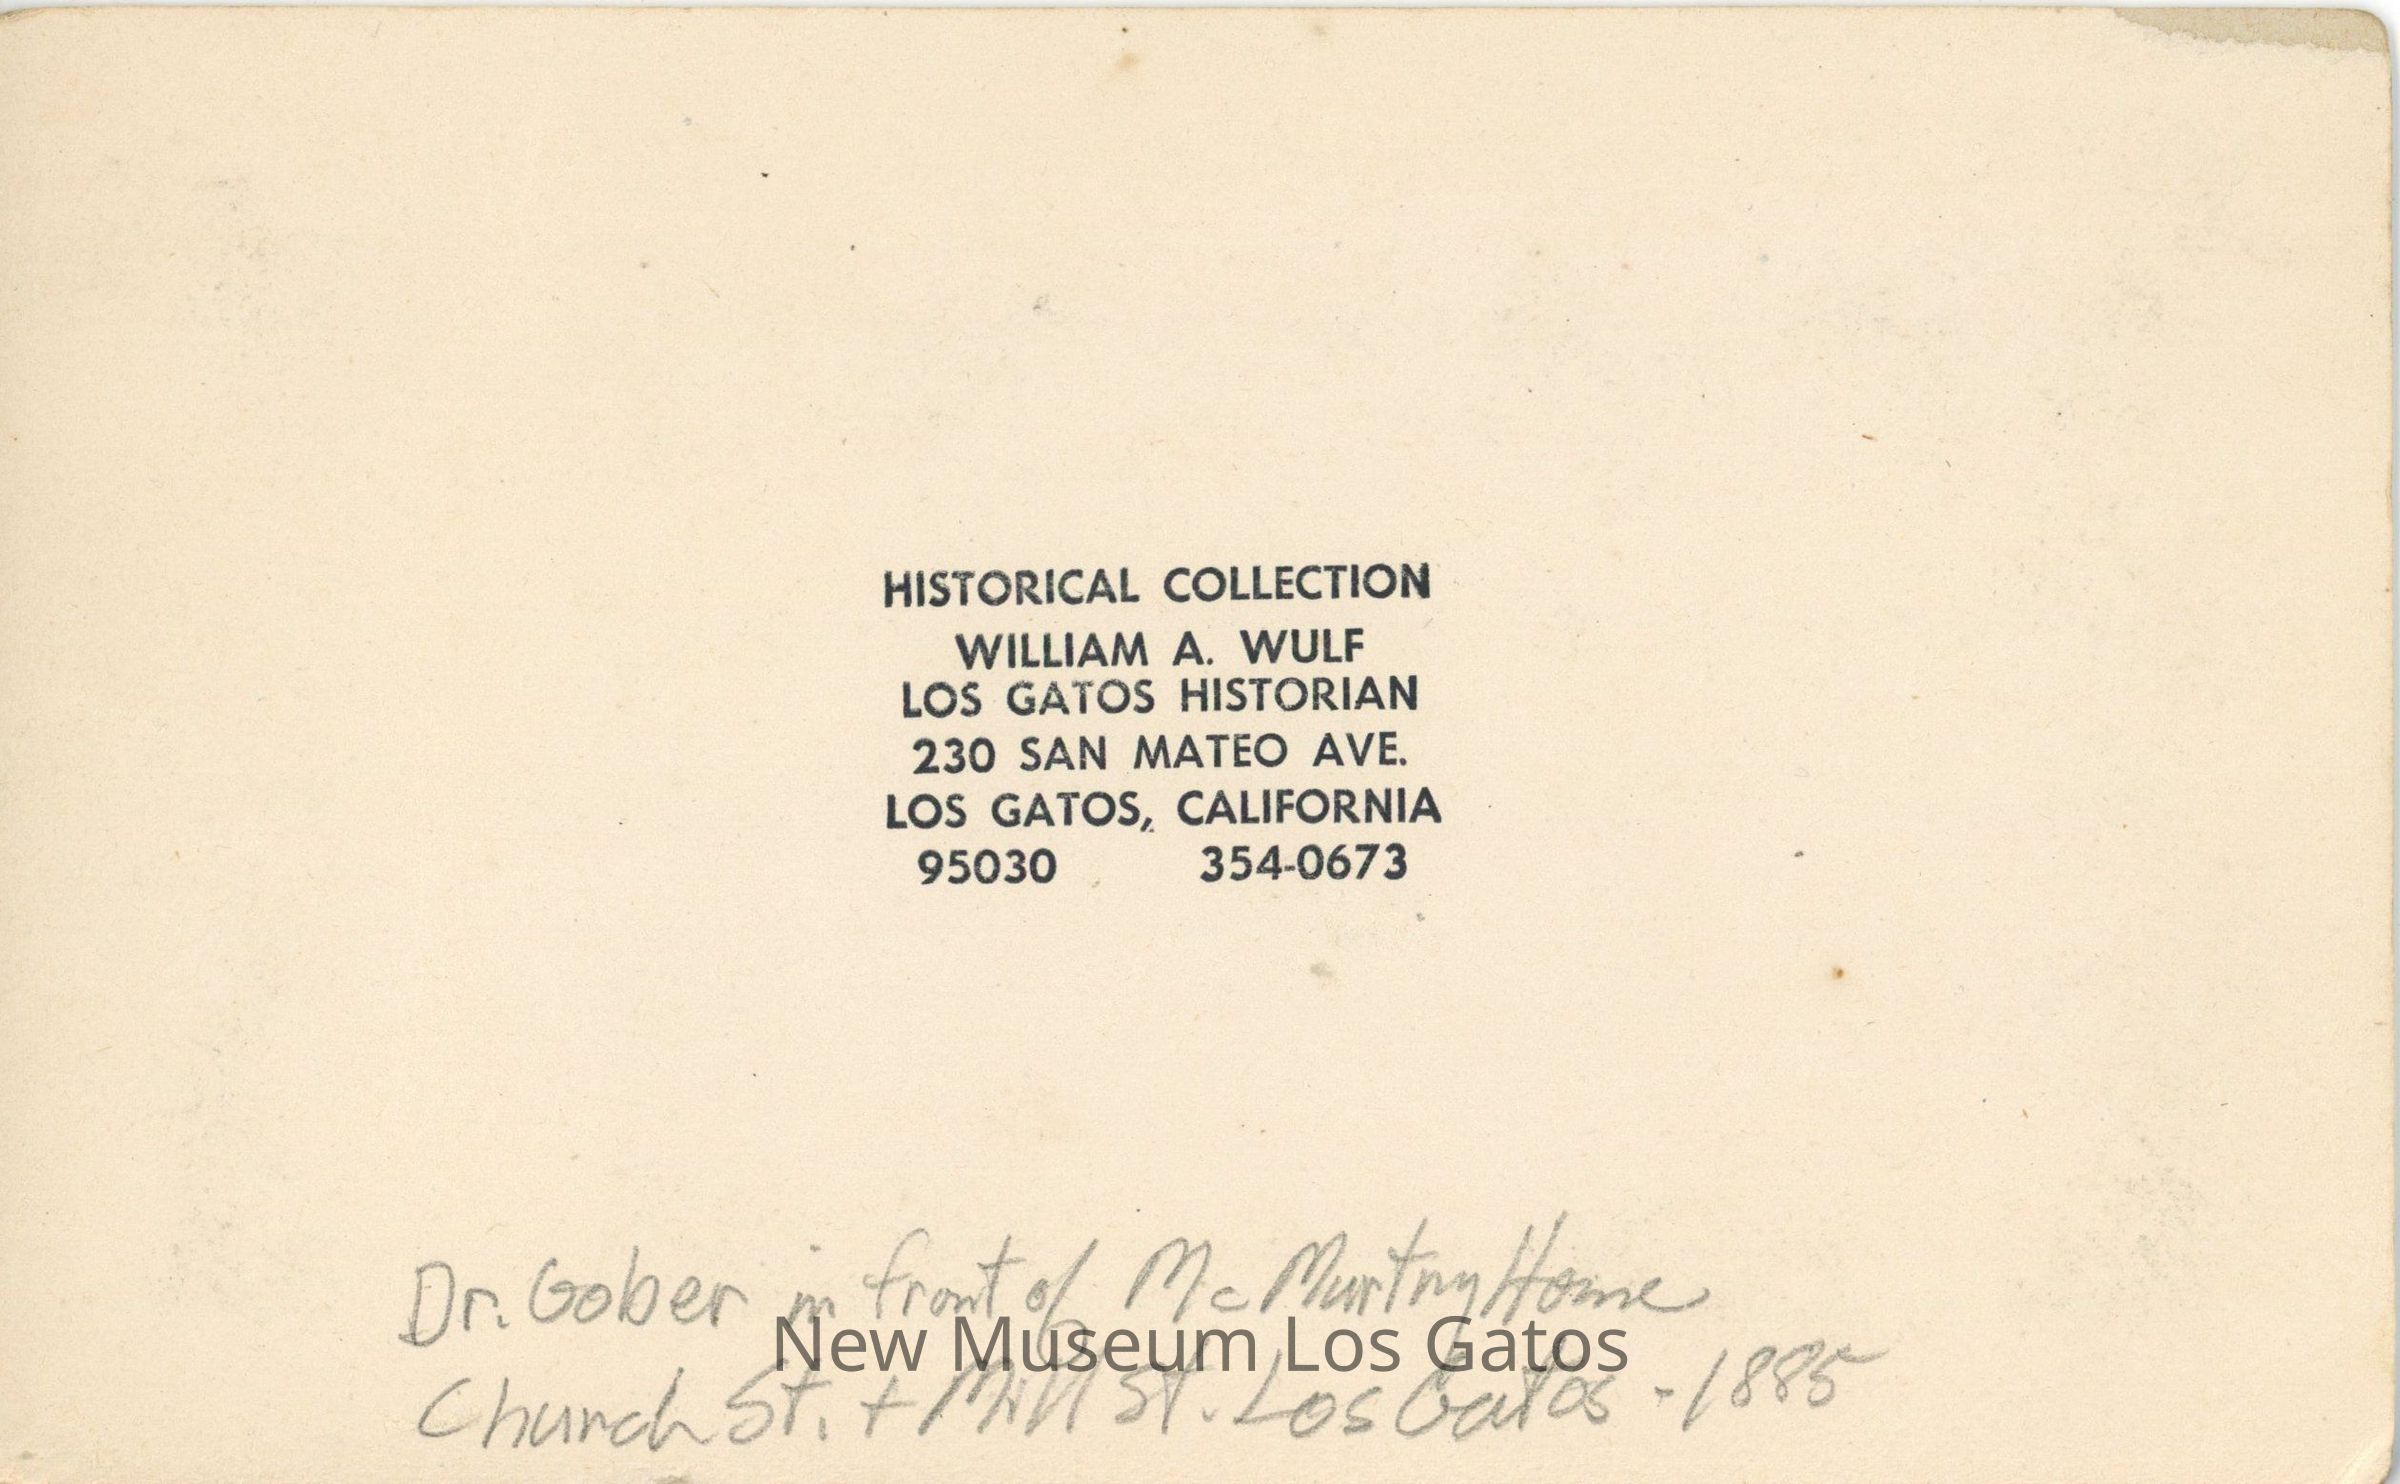 HISTORICAL COLLECTION
WILLIAM A. WULF
LOS GATOS HISTORIAN
230 SAN MATEO AVE.
LOS GATOS, CALIFORNIA
95030 354-0673
Dr. Gober in front of McMurtry Home
New Museum Los Gatos
Church St. + Mill St. Los Gatos - 1885